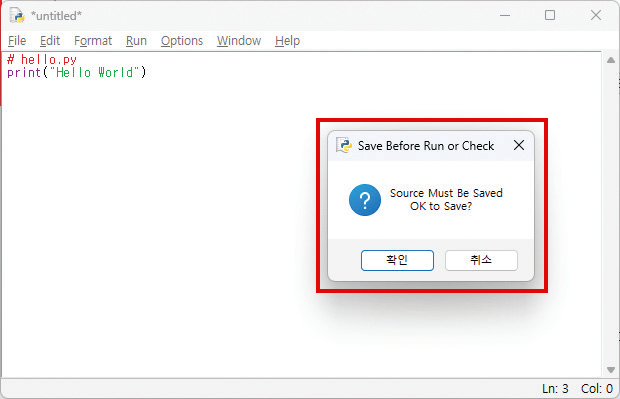 *untitled*
File Edit Format Run Options Window Help
# hello.py
print("Hello World")
Save Before Run or Check
Source Must Be Saved
OK to Save?
확인 취소
Ln: 3 Col: 0